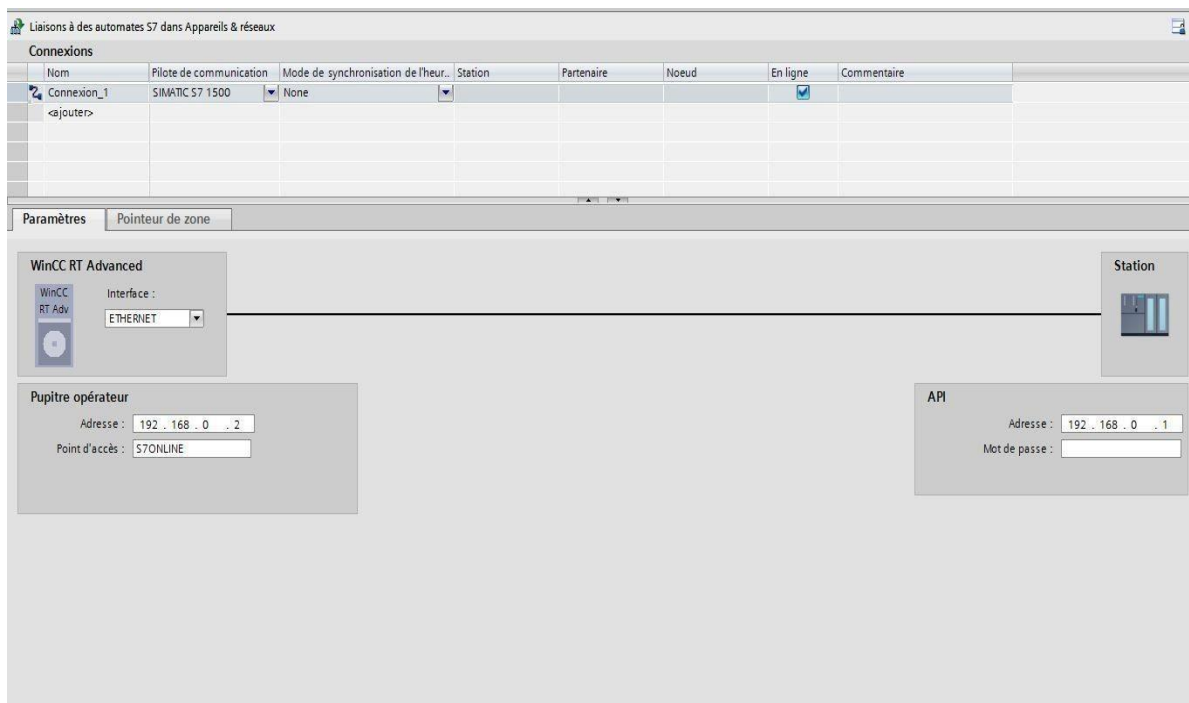 Liaisons à des automates S7 dans Appareils & réseaux
Connexions
Nom Pilote de communication Mode de synchronisation de l'heur.. Station Partenaire Noeud En ligne Commentaire
Connexion_1 SIMATIC S7 1500 None
<ajouter>
Paramètres Pointeur de zone
WinCC RT Advanced Station
WinCC Interface :
RT Adv ETHERNET
Pupitre opérateur API
Adresse : 192 . 168 . 0 . 2 Adresse : 192 . 168 . 0 . 1
Point d'accès : S7ONLINE Mot de passe :